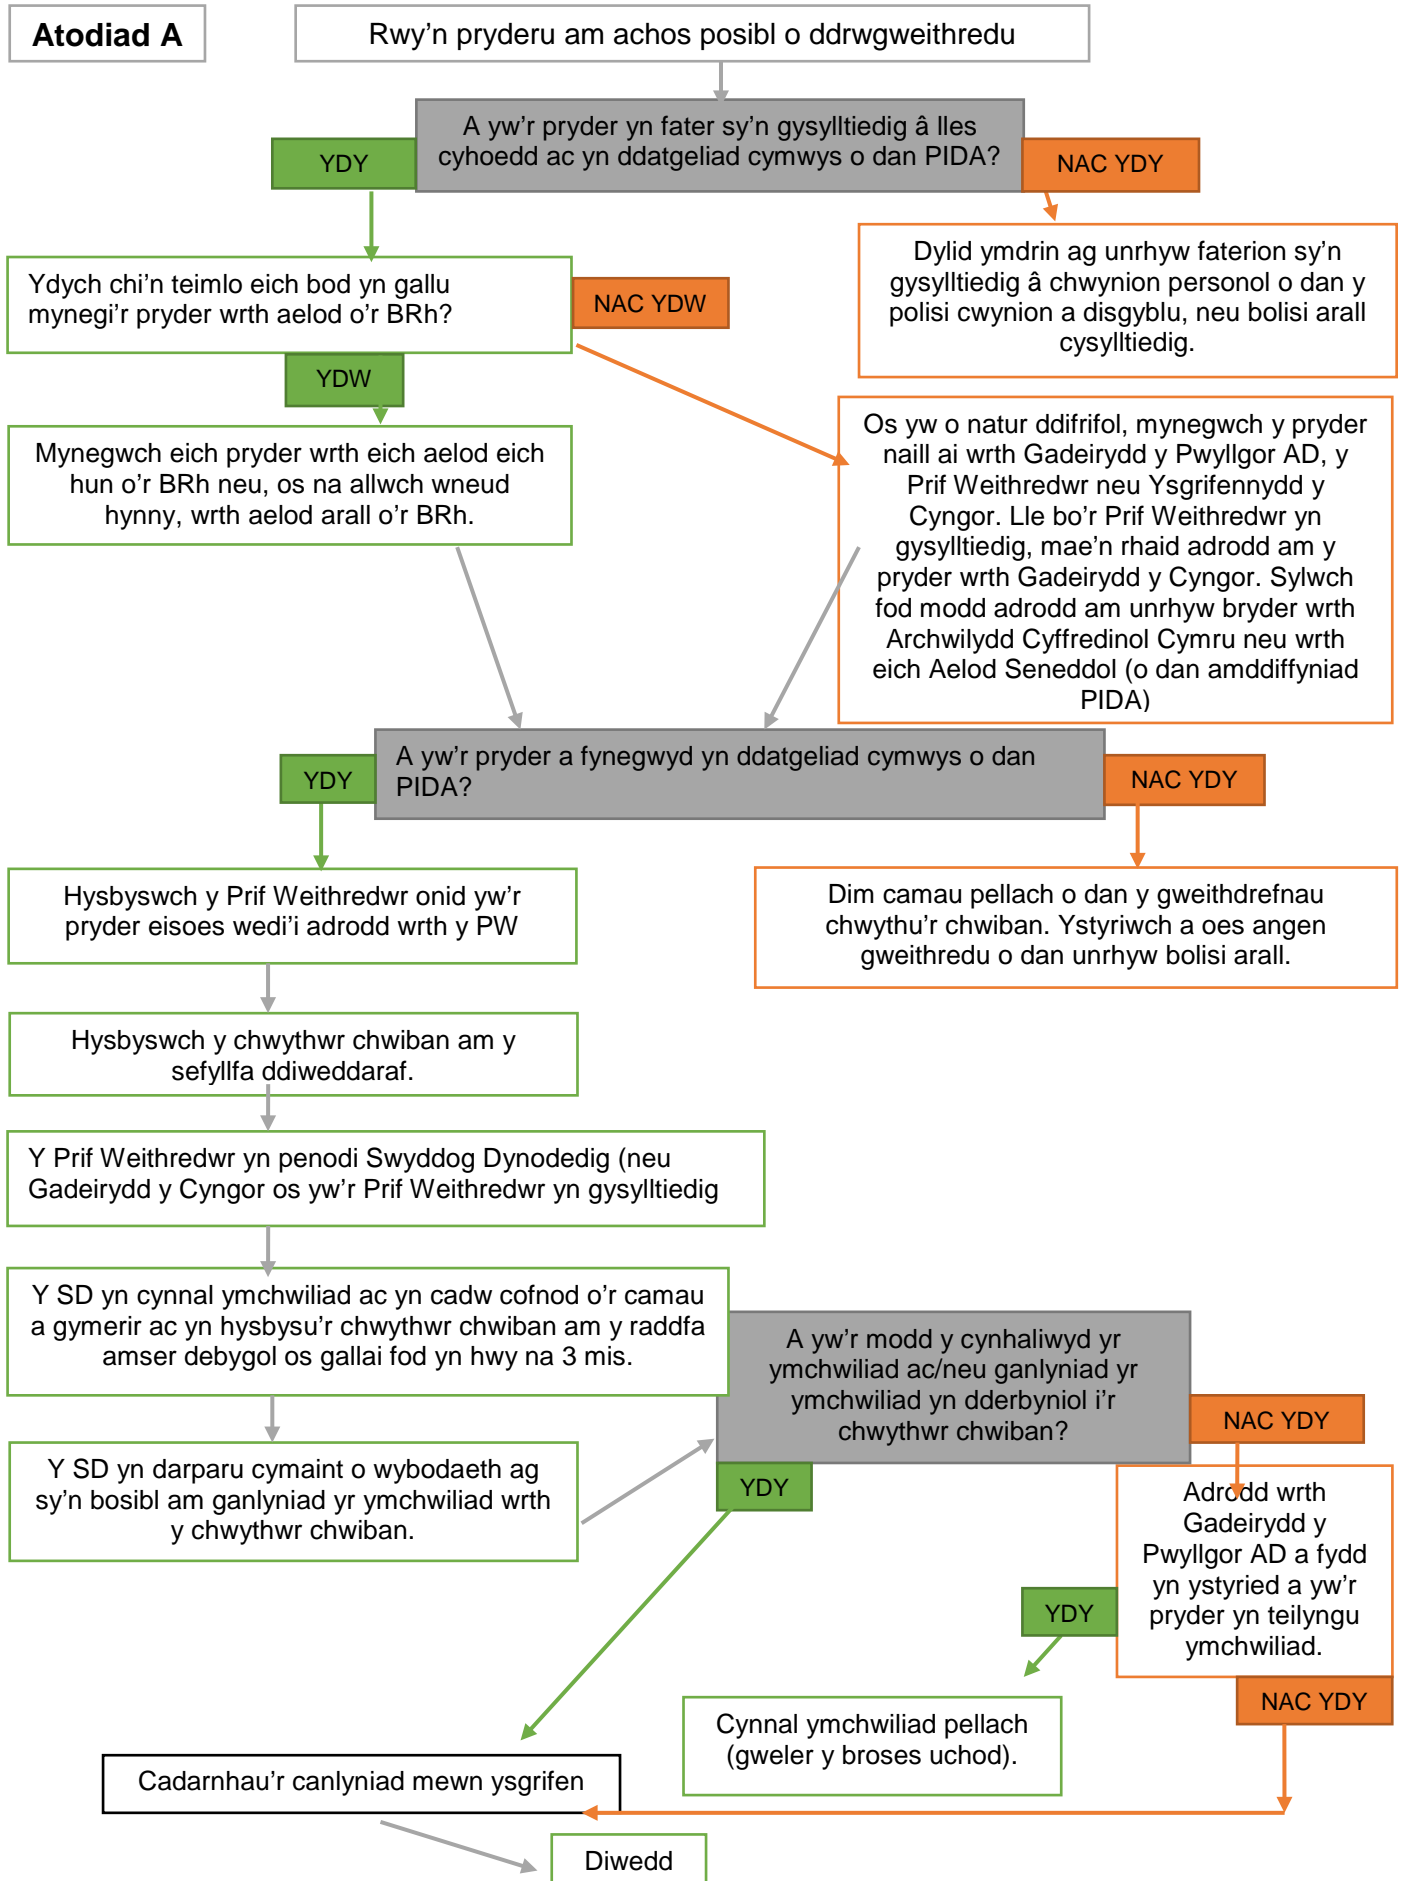 Atodiad A
Rwy'n pryderu am achos posibl o ddrwgweithredu
A yw'r pryder yn fater sy'n gysylltiedig â lles
cyhoedd ac yn ddatgeliad cymwys o dan PIDA?
YDY
NAC YDY
Dylid ymdrin ag unrhyw faterion sy'n
gysylltiedig â chwynion personol o dan y
polisi cwynion a disgyblu, neu bolisi arall
cysylltiedig.
Ydych chi'n teimlo eich bod yn gallu
mynegi'r pryder wrth aelod o'r BRh?
NAC YDW
YDW
Mynegwch eich pryder wrth eich aelod eich
hun o'r BRh neu, os na allwch wneud
hynny, wrth aelod arall o'r BRh.
Os yw o natur ddifrifol, mynegwch y pryder
naill ai wrth Gadeirydd y Pwyllgor AD, y
Prif Weithredwr neu Ysgrifennydd y
Cyngor. Lle bo'r Prif Weithredwr yn
gysylltiedig, mae'n rhaid adrodd am y
pryder wrth Gadeirydd y Cyngor. Sylwch
fod modd adrodd am unrhyw bryder wrth
Archwilydd Cyffredinol Cymru neu wrth
eich Aelod Seneddol (o dan amddiffyniad
PIDA)
A yw'r pryder a fynegwyd yn ddatgeliad cymwys o dan
PIDA?
YDY
NAC YDY
Hysbyswch y Prif Weithredwr onid yw'r
pryder eisoes wedi'i adrodd wrth y PW
Dim camau pellach o dan y gweithdrefnau
chwythu'r chwiban. Ystyriwch a oes angen
gweithredu o dan unrhyw bolisi arall.
Hysbyswch y chwythwr chwiban am y
sefyllfa ddiweddaraf.
Y Prif Weithredwr yn penodi Swyddog Dynodedig (neu
Gadeirydd y Cyngor os yw'r Prif Weithredwr yn gysylltiedig
Y SD yn cynnal ymchwiliad ac yn cadw cofnod o'r camau
a gymerir ac yn hysbysu'r chwythwr chwiban am y raddfa
amser debygol os gallai fod yn hwy na 3 mis.
A yw'r modd y cynhaliwyd yr
ymchwiliad ac/neu ganlyniad yr
ymchwiliad yn dderbyniol i'r
chwythwr chwiban?
NAC YDY
YDY
Y SD yn darparu cymaint o wybodaeth ag
sy'n bosibl am ganlyniad yr ymchwiliad wrth
y chwythwr chwiban.
Adrodd wrth
Gadeirydd y
Pwyllgor AD a fydd
yn ystyried a yw'r
pryder yn teilyngu
ymchwiliad.
YDY
NAC YDY
Cynnal ymchwiliad pellach
(gweler y broses uchod).
Cadarnhau'r canlyniad mewn ysgrifen
Diwedd